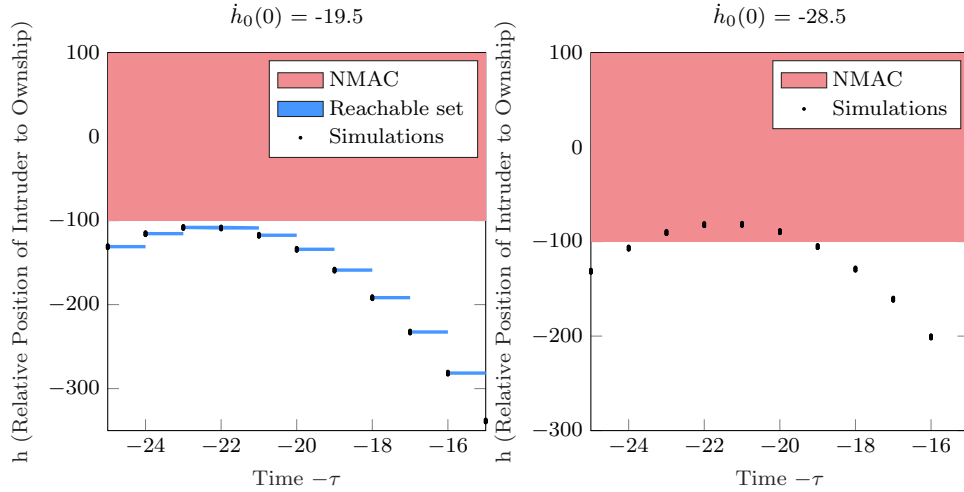 ḣ₀(0) = -19.5
h (Relative Position of Intruder to Ownship)
100
0
−100
−200
−300
NMAC
Reachable set
Simulations
−24 −22 −20 −18 −16
Time −τ
ḣ₀(0) = -28.5
h (Relative Position of Intruder to Ownship)
100
0
−100
−200
−300
NMAC
Simulations
−24 −22 −20 −18 −16
Time −τ